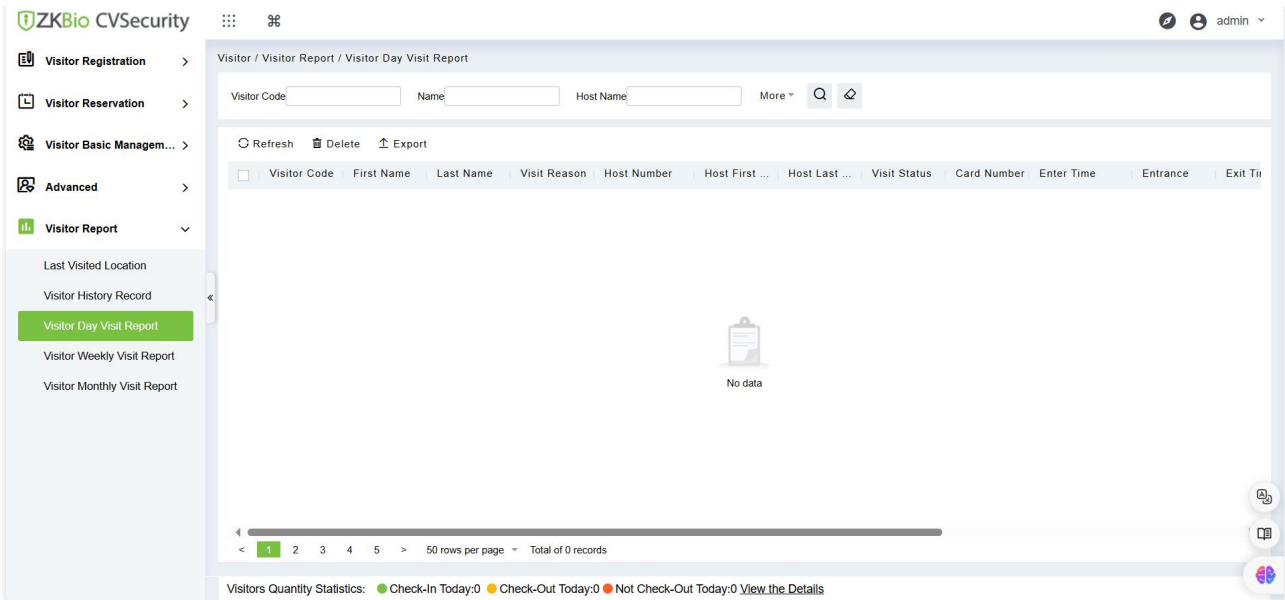 ZKBio CVSecurity
admin
Visitor Registration
Visitor Reservation
Visitor Basic Managem...
Advanced
Visitor Report
Last Visited Location
Visitor History Record
Visitor Day Visit Report
Visitor Weekly Visit Report
Visitor Monthly Visit Report
Visitor / Visitor Report / Visitor Day Visit Report
Visitor Code Name Host Name More
Refresh Delete Export
Visitor Code First Name Last Name Visit Reason Host Number Host First ... Host Last ... Visit Status Card Number Enter Time Entrance Exit Tir
No data
< 1 2 3 4 5 > 50 rows per page Total of 0 records
Visitors Quantity Statistics: Check-In Today:0 Check-Out Today:0 Not Check-Out Today:0 View the Details